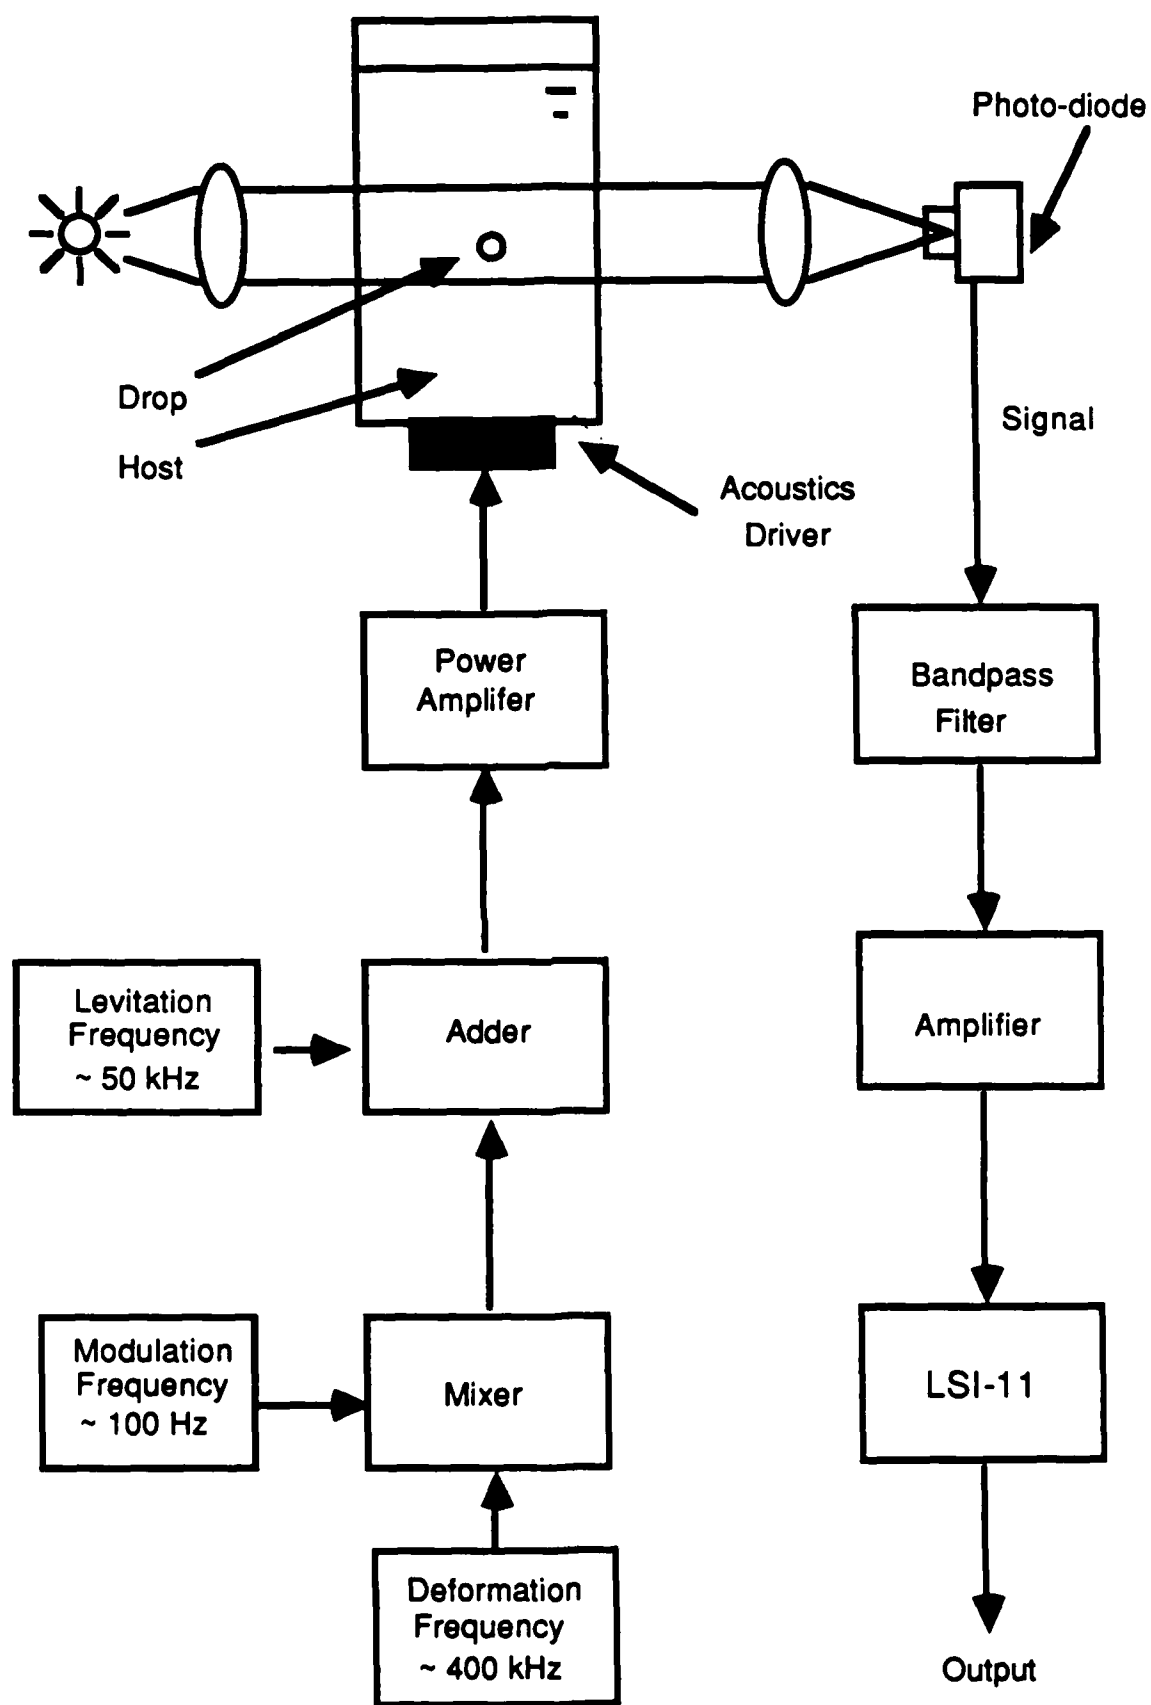 Photo-diode
Drop
Host
Signal
Acoustics
Driver
Power
Amplifer
Bandpass
Filter
Levitation
Frequency
~ 50 kHz
Adder
Amplifier
Modulation
Frequency
~ 100 Hz
Mixer
LSI-11
Deformation
Frequency
~ 400 kHz
Output